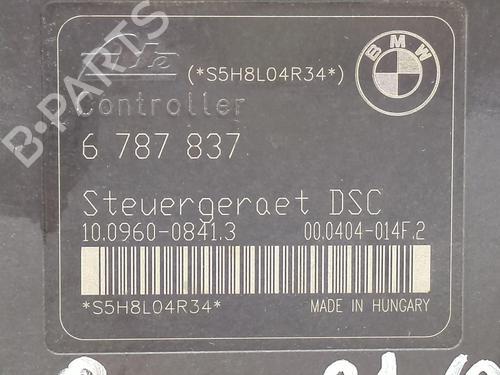 Ate (*S5H8L04R34*)
BMW
Controller
6 787 837
Steuergeraet DSC
10.0960-0841.3 00.0404-014F.2
*S5H8L04R34* MADE IN HUNGARY
B-PARTS